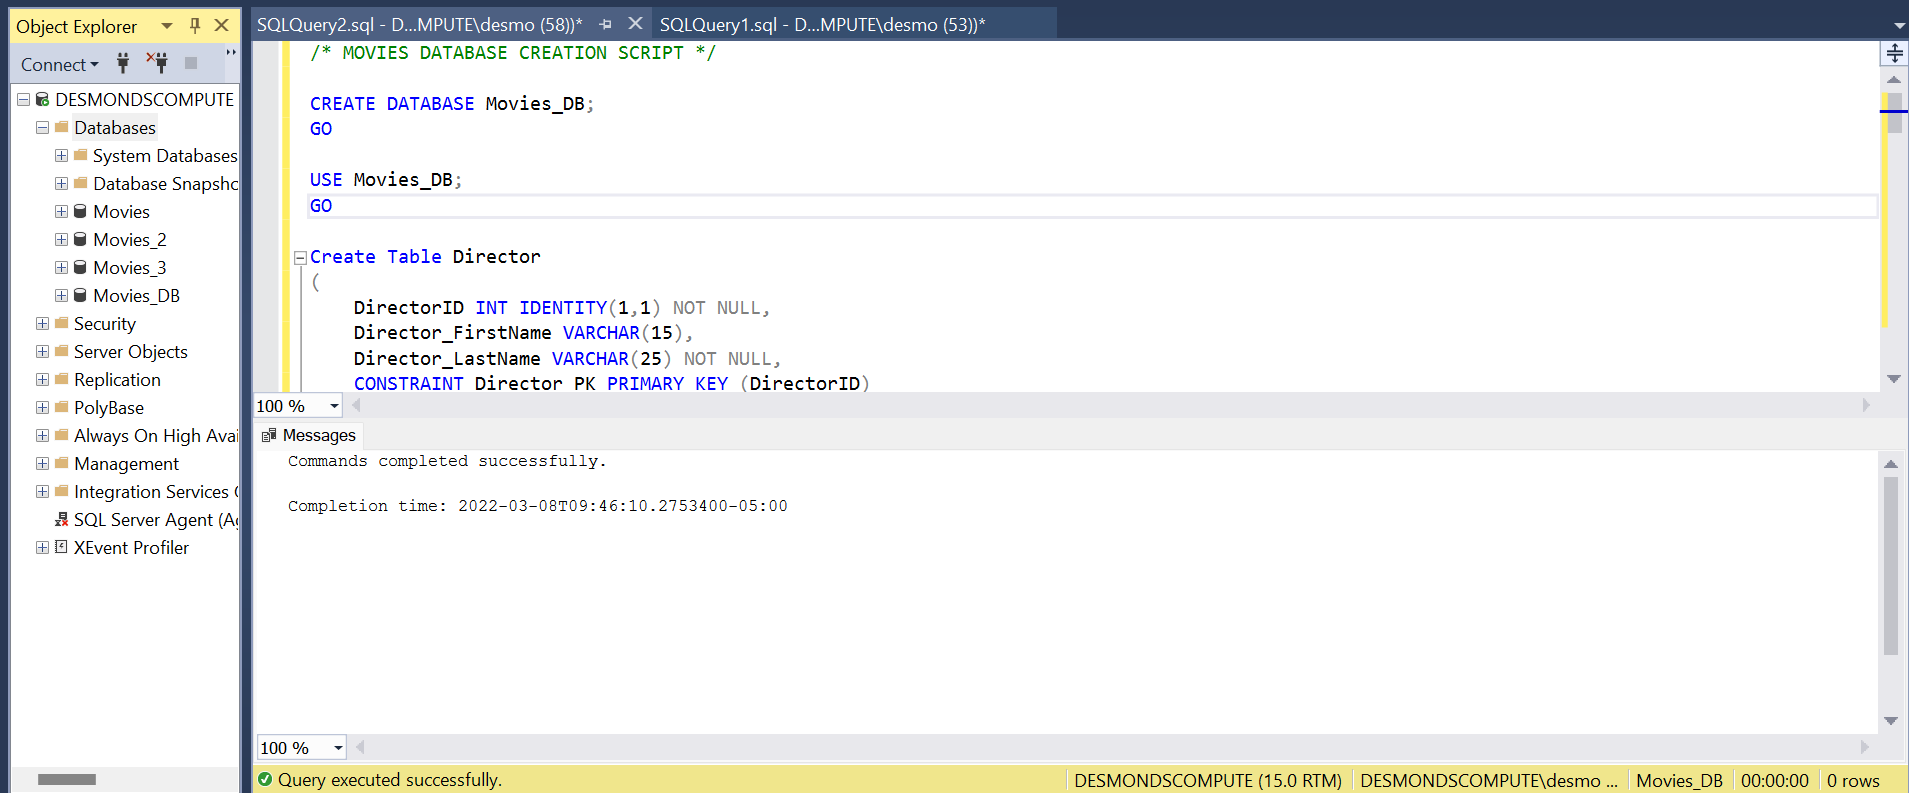 Object Explorer
Connect
DESMONDSCOMPUTE
Databases
System Databases
Database Snapsho
Movies
Movies_2
Movies_3
Movies_DB
Security
Server Objects
Replication
PolyBase
Always On High Avai
Management
Integration Services C
SQL Server Agent (Ag
XEvent Profiler
SQLQuery2.sql - D...MPUTE\desmo (58))*
SQLQuery1.sql - D...MPUTE\desmo (53))*
/* MOVIES DATABASE CREATION SCRIPT */
CREATE DATABASE Movies_DB;
GO
USE Movies_DB;
GO
Create Table Director
(
DirectorID INT IDENTITY(1,1) NOT NULL,
Director_FirstName VARCHAR(15),
Director_LastName VARCHAR(25) NOT NULL,
CONSTRAINT Director PK PRIMARY KEY (DirectorID)
100 %
Messages
Commands completed successfully.
Completion time: 2022-03-08T09:46:10.2753400-05:00
100 %
Query executed successfully.
DESMONDSCOMPUTE (15.0 RTM)
DESMONDSCOMPUTE\desmo ...
Movies_DB
00:00:00
0 rows